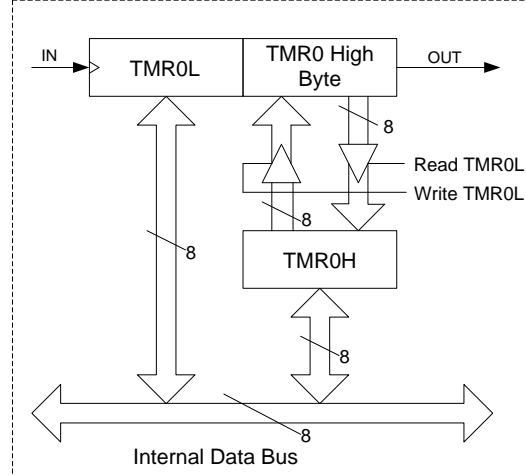 IN
TMR0L
TMR0 High
Byte
OUT
8
Read TMR0L
Write TMR0L
8
8
TMR0H
8
8
Internal Data Bus